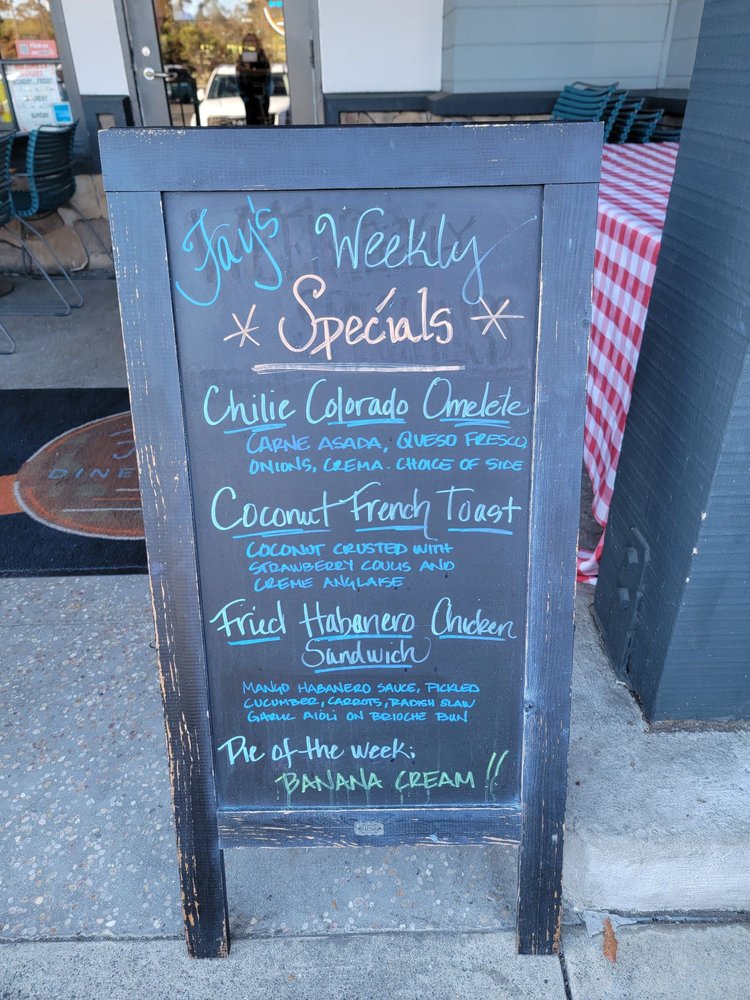 Jay's Weekly
* Specials *
Chilie Colorado Omelete
CARNE ASADA, QUESO FRESCO
ONIONS, CREMA. CHOICE OF SIDE
Coconut French Toast
COCONUT CRUSTED WITH
STRAWBERRY COULIS AND
CREME ANGLAISE
Fried Habanero Chicken
Sandwich
MANGO HABANERO SAUCE, PICKLED
CUCUMBER, CARROTS, RADISH SLAW
GARLIC AIOLI ON BRIOCHE BUN
Pie of the week:
BANANA CREAM!!
DINE